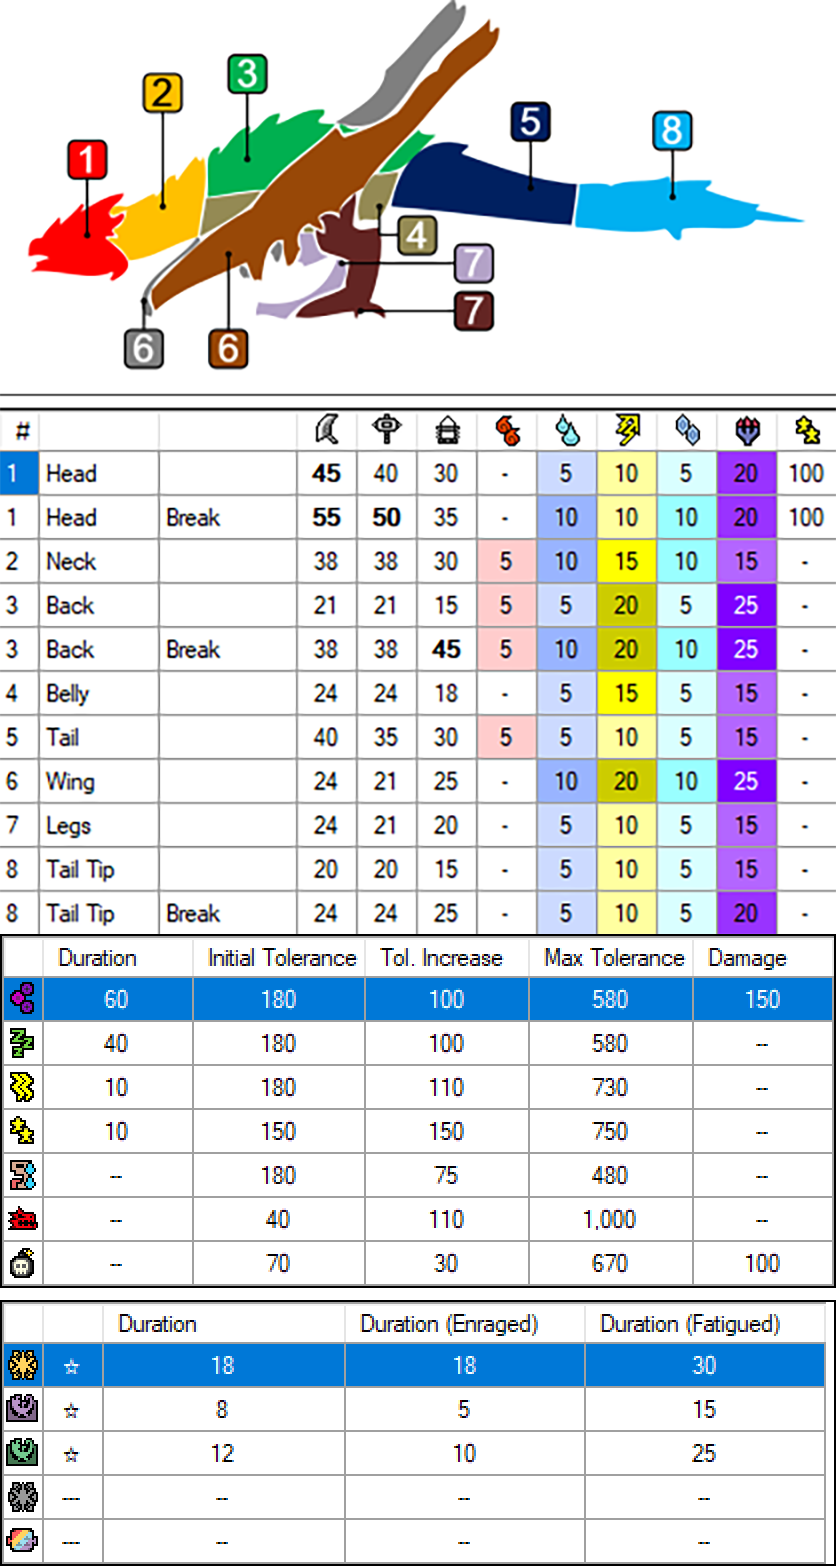 3
2
5
8
1
4
7
7
6
6
#
1 Head 45 40 30 - 5 10 5 20 100
1 Head Break 55 50 35 - 10 10 10 20 100
2 Neck 38 38 30 5 10 15 10 15 -
3 Back 21 21 15 5 5 20 5 25 -
3 Back Break 38 38 45 5 10 20 10 25 -
4 Belly 24 24 18 - 5 15 5 15 -
5 Tail 40 35 30 5 5 10 5 15 -
6 Wing 24 21 25 - 10 20 10 25 -
7 Legs 24 21 20 - 5 10 5 15 -
8 Tail Tip 20 20 15 - 5 10 5 15 -
8 Tail Tip Break 24 24 25 - 5 10 5 20 -
Duration Initial Tolerance Tol. Increase Max Tolerance Damage
60 180 100 580 150
40 180 100 580 --
10 180 110 730 --
10 150 150 750 --
-- 180 75 480 --
-- 40 110 1,000 --
-- 70 30 670 100
Duration Duration (Enraged) Duration (Fatigued)
☆ 18 18 30
☆ 8 5 15
☆ 12 10 25
--- -- -- --
--- -- -- --